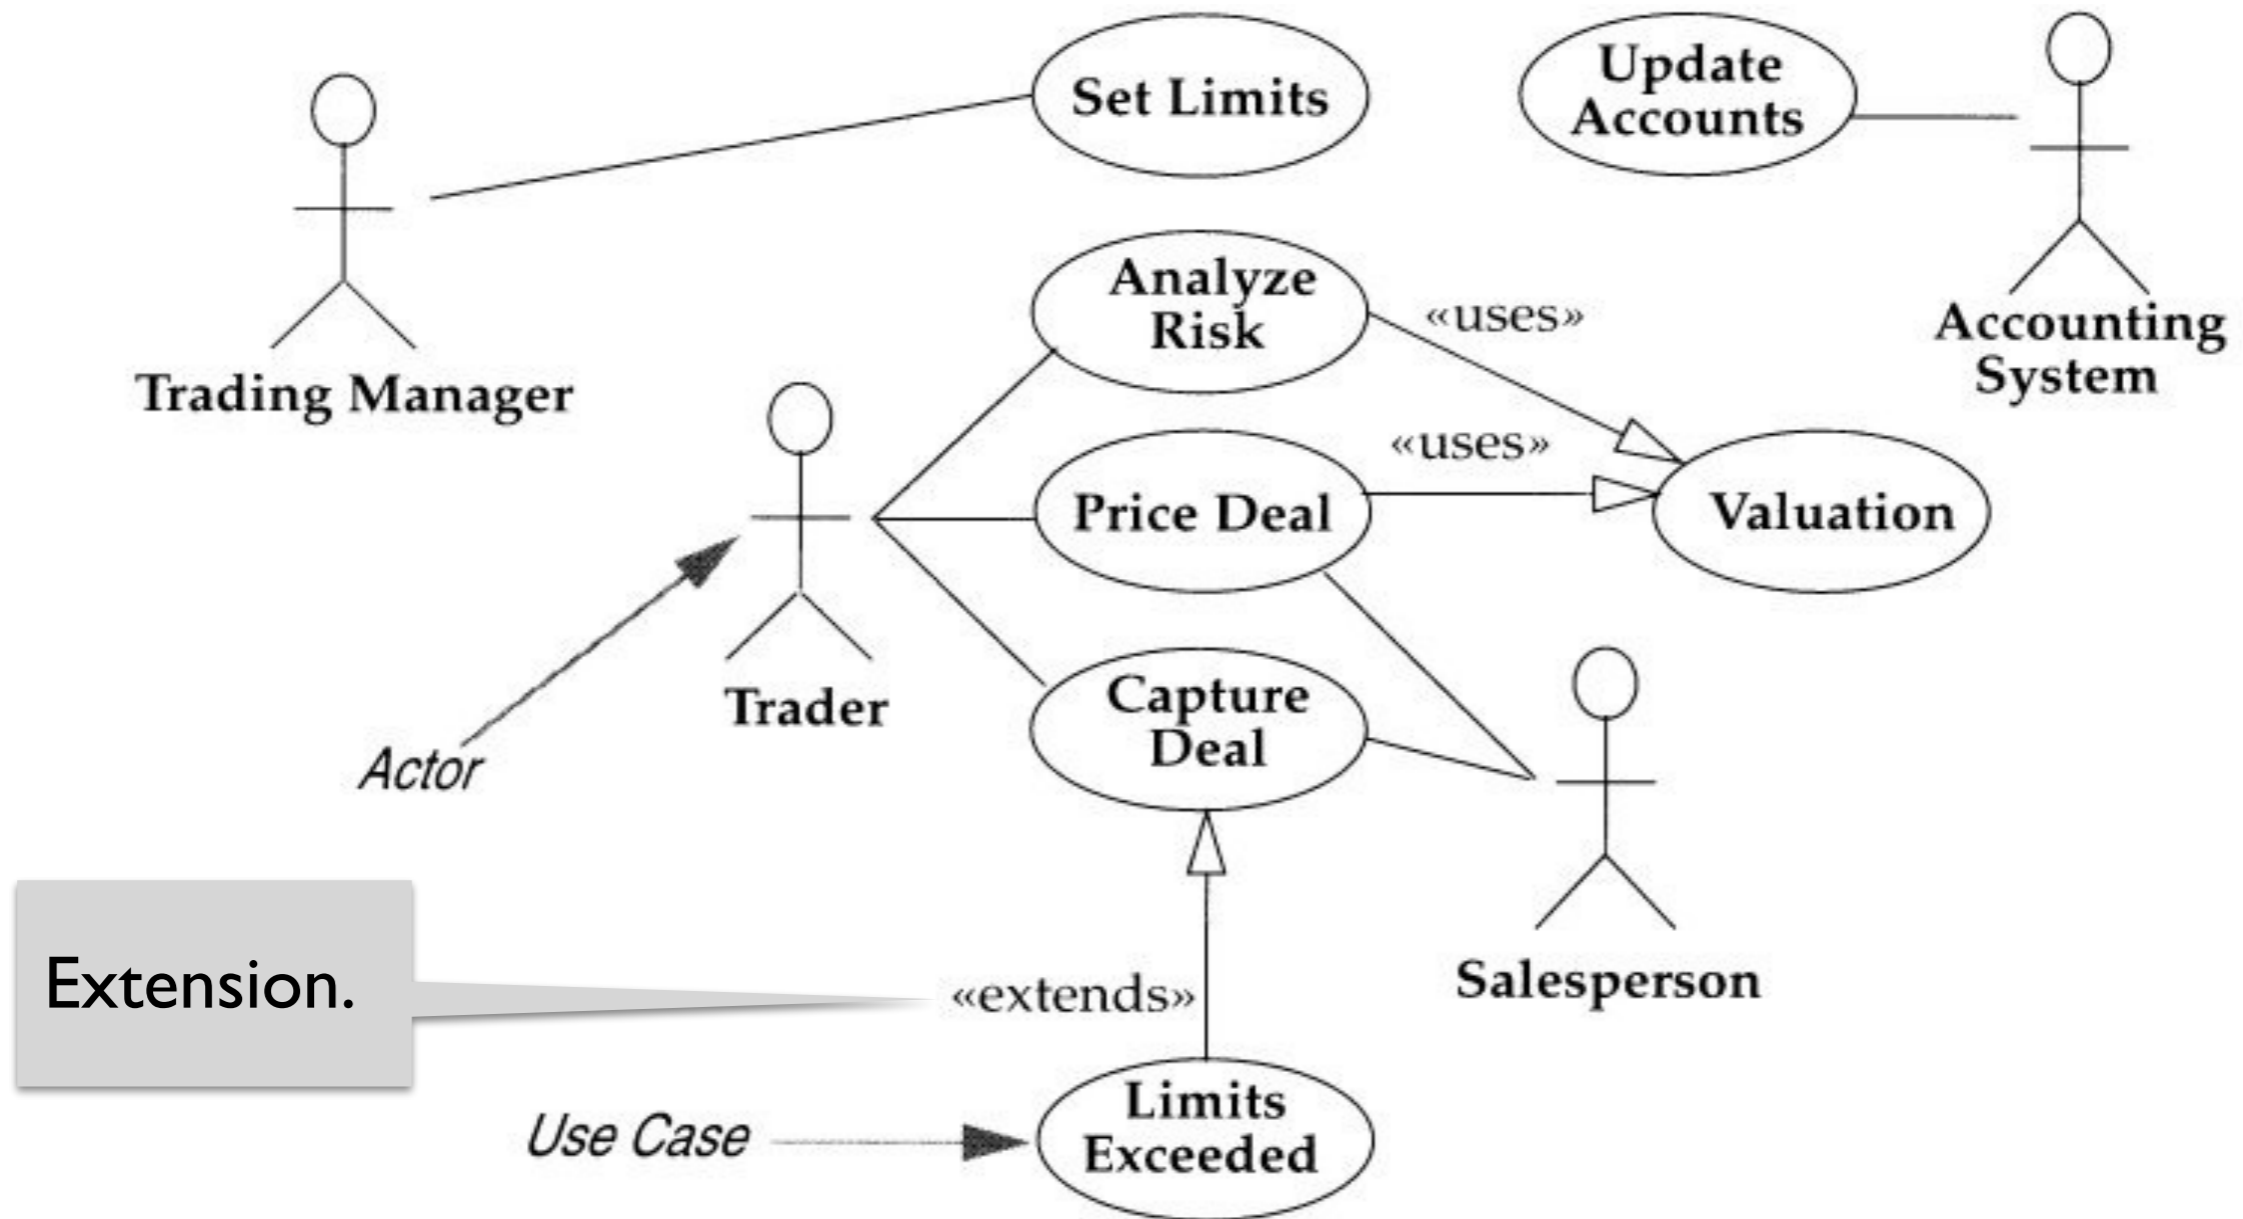 Set Limits
Update
Accounts
Trading Manager
Analyze
Risk
«uses»
Accounting
System
«uses»
Price Deal
Valuation
Trader
Actor
Capture
Deal
Extension.
«extends»
Salesperson
Use Case
Limits
Exceeded